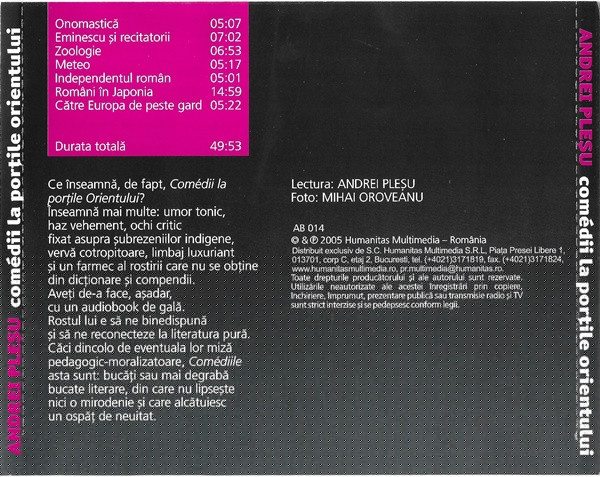 Onomastică 05:07
Eminescu și recitatorii 07:02
Zoologie 06:53
Meteo 05:17
Independentul român 05:01
Români în Japonia 14:59
Către Europa de peste gard 05:22
Durata totală 49:53
Ce înseamnă, de fapt, Comédii la
porțile Orientului?
Înseamnă mai multe: umor tonic,
haz vehement, ochi critic
fixat asupra șubrezeniilor indigene,
vervă cotropitoare, limbaj luxuriant
și un farmec al rostirii care nu se obține
din dicționare și compendii.
Aveți de-a face, așadar,
cu un audiobook de gală.
Rostul lui e să ne binedispună
și să ne reconecteze la literatura pură.
Căci dincolo de eventuala lor miză
pedagogic-moralizatoare, Comédiile
asta sunt: bucăți sau mai degrabă
bucate literare, din care nu lipsește
nici o mirodenie și care alcătuiesc
un ospăț de neuitat.
Lectura: ANDREI PLEȘU
Foto: MIHAI OROVEANU
AB 014
© & ℗ 2005 Humanitas Multimedia – România
Distribuit exclusiv de S.C. Humanitas Multimedia S.R.L, Piața Presei Libere 1,
013701, corp C, etaj 2, Bucuresti, tel. (+4021)3171819, fax. (+4021)3171824,
www.humanitasmultimedia.ro, pr.multimedia@humanitas.ro.
Toate drepturile producătorului și ale autorului sunt rezervate.
Utilizările neautorizate ale acestei înregistrări prin copiere,
închiriere, împrumut, prezentare publică sau transmisie radio și TV
sunt strict interzise și se pedepsesc conform legii.
ANDREI PLEȘU comédii la porțile orientului
ANDREI PLEȘU comédii la porțile orientului